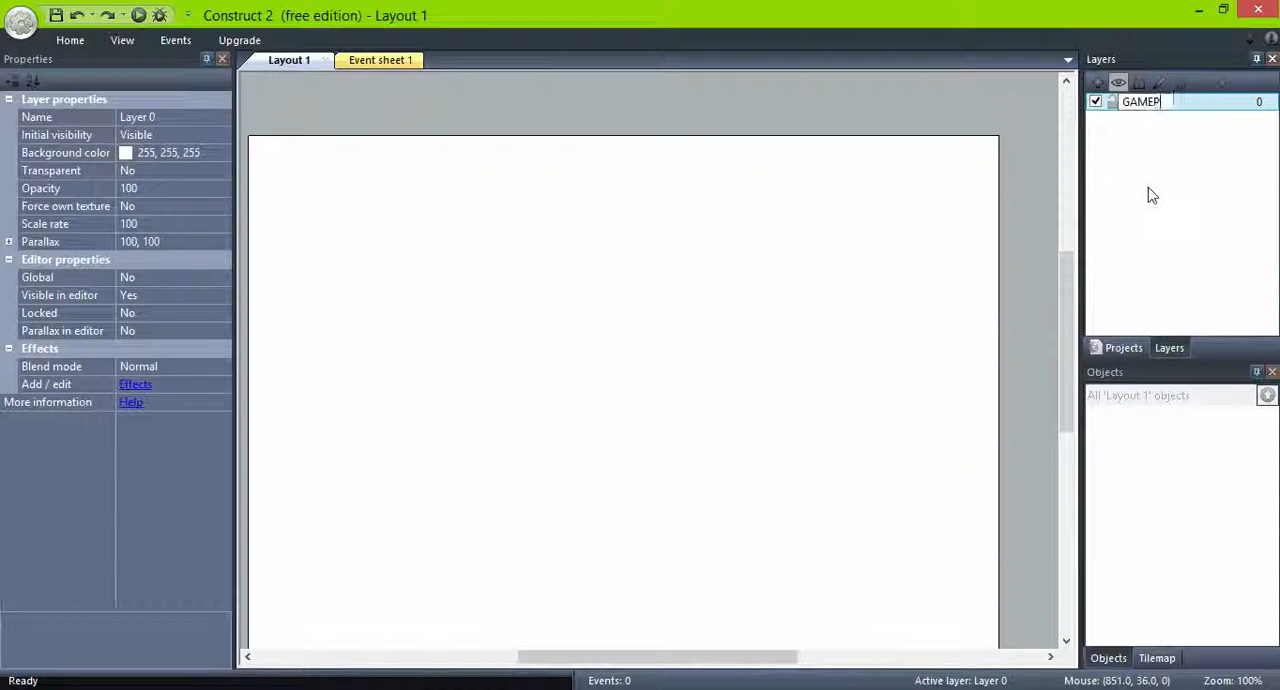 Construct 2 (free edition) - Layout 1
Home View Events Upgrade
Properties
Layout 1 Event sheet 1
Layers
Layer properties
Name Layer 0
Initial visibility Visible
Background color 255, 255, 255
Transparent No
Opacity 100
Force own texture No
Scale rate 100
Parallax 100, 100
Editor properties
Global No
Visible in editor Yes
Locked No
Parallax in editor No
Effects
Blend mode Normal
Add / edit Effects
More information Help
GAMEP 0
Projects Layers
Objects
All 'Layout 1' objects
Objects Tilemap
Ready Events: 0 Active layer: Layer 0 Mouse: (851.0, 36.0, 0) Zoom: 100%